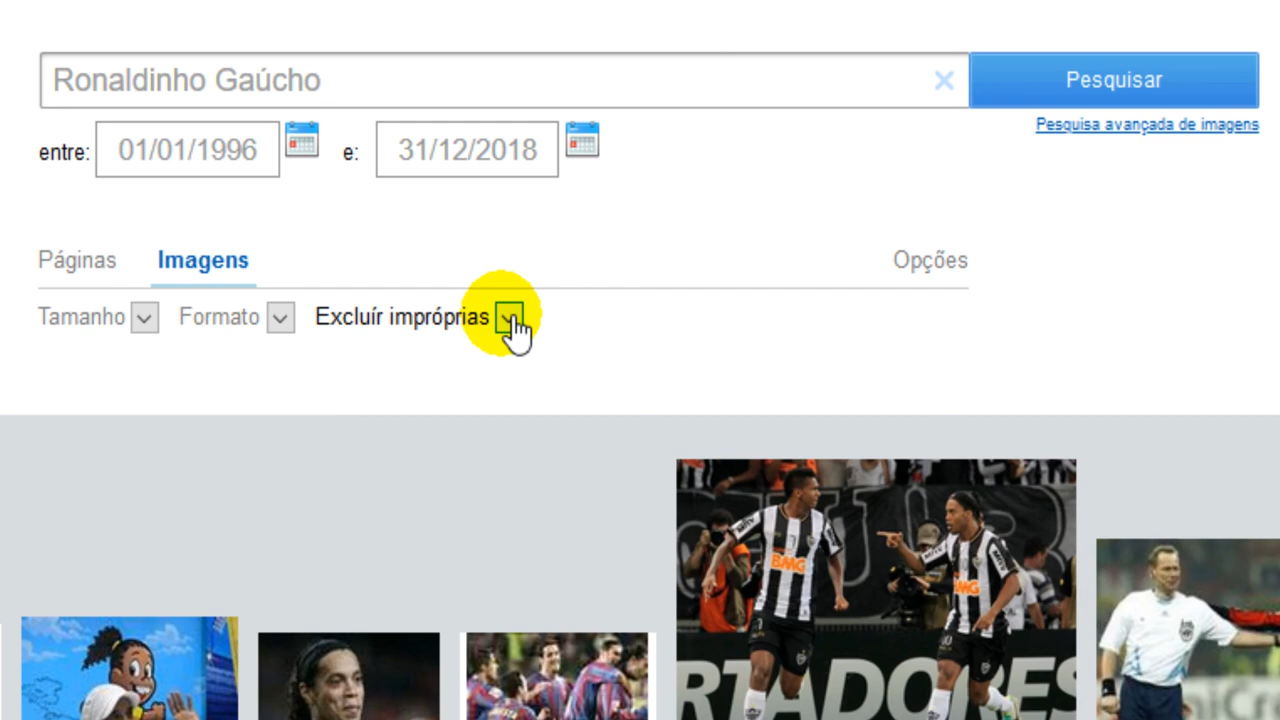 Ronaldinho Gaúcho
Pesquisar
Pesquisa avançada de imagens
entre: 01/01/1996 e: 31/12/2018
Páginas Imagens Opções
Tamanho Formato Excluír impróprias
BMG BMG
RTADORES